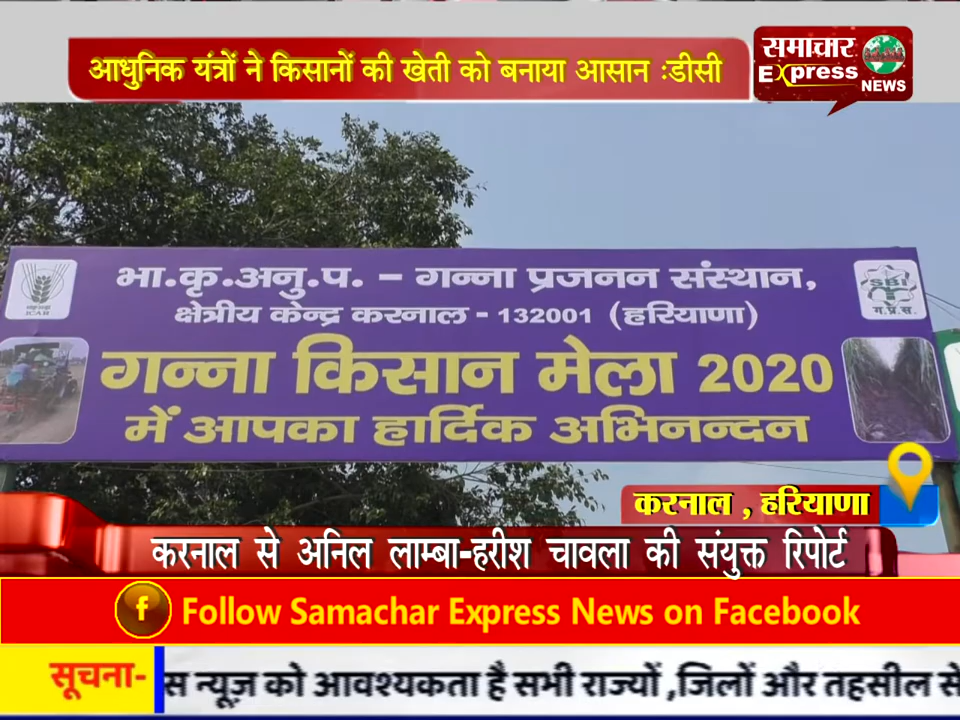 आधुनिक यंत्रों ने किसानों की खेती को बनाया आसान :डीसी
समाचार
Express
NEWS
भा.कृ.अनु.प. – गन्ना प्रजनन संस्थान,
क्षेत्रीय केन्द्र करनाल - 132001 (हरियाणा)
गन्ना किसान मेला 2020
में आपका हार्दिक अभिनन्दन
ICAR
SBI
ग.प्र.स.
करनाल , हरियाणा
करनाल से अनिल लाम्बा-हरीश चावला की संयुक्त रिपोर्ट
f Follow Samachar Express News on Facebook
सूचना- स न्यूज़ को आवश्यकता है सभी राज्यों ,जिलों और तहसील से